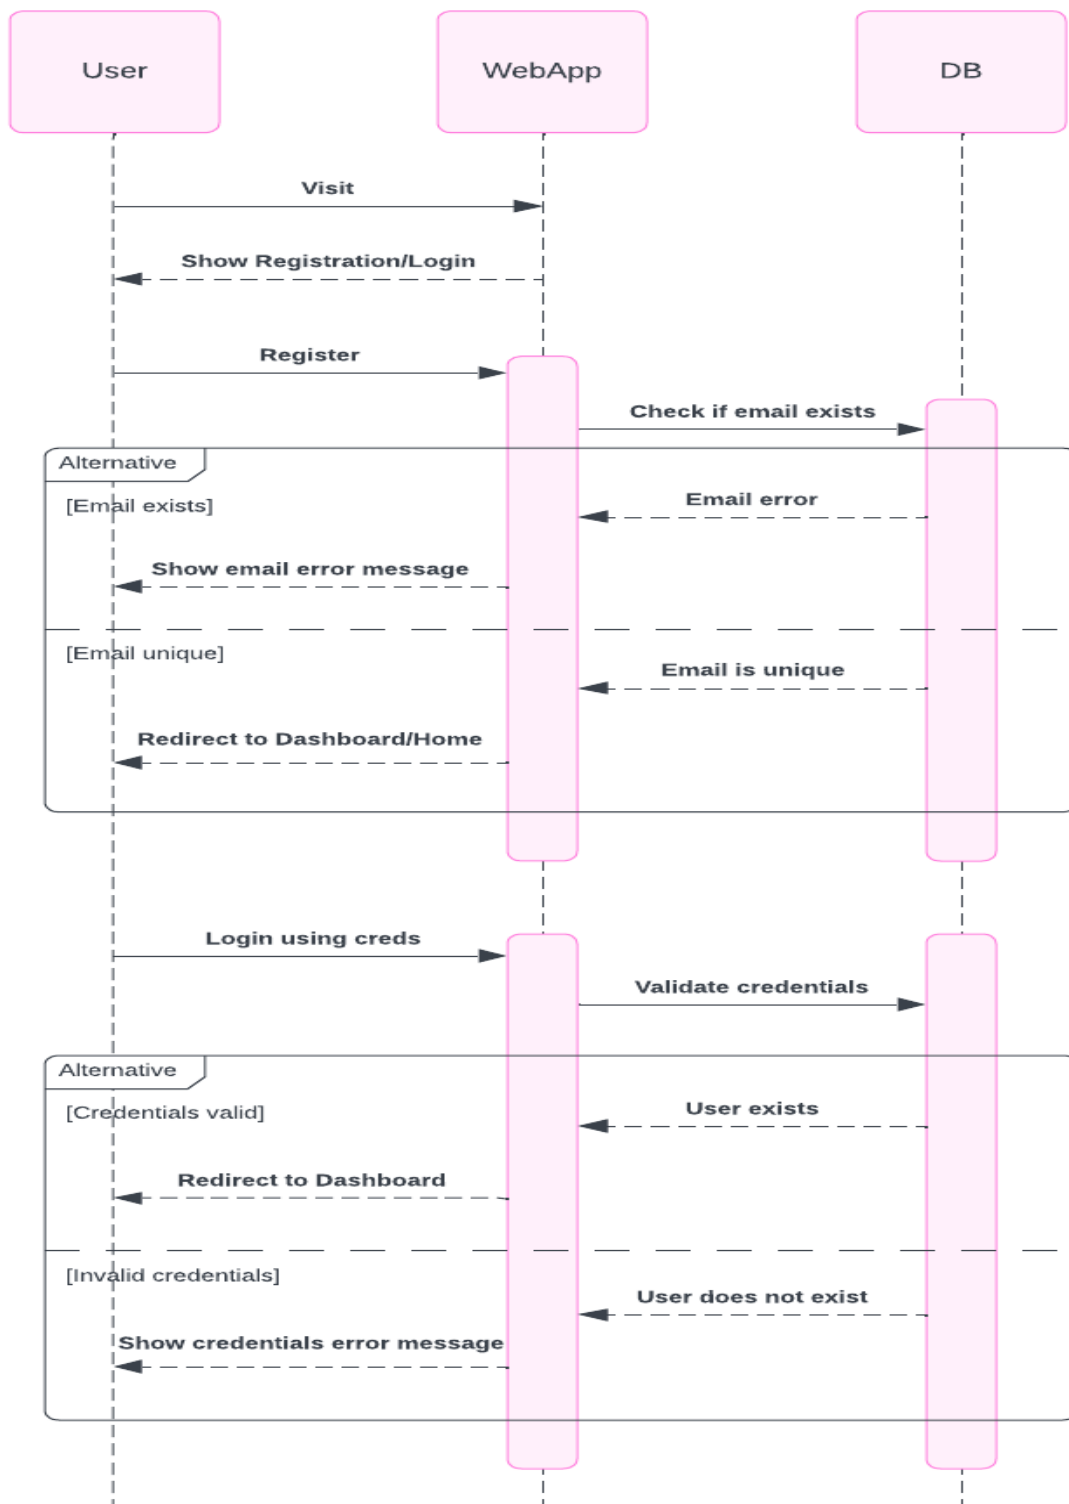 User
WebApp
DB
Visit
Show Registration/Login
Register
Check if email exists
Alternative
[Email exists]
Email error
Show email error message
[Email unique]
Email is unique
Redirect to Dashboard/Home
Login using creds
Validate credentials
Alternative
[Credentials valid]
User exists
Redirect to Dashboard
[Invalid credentials]
User does not exist
Show credentials error message